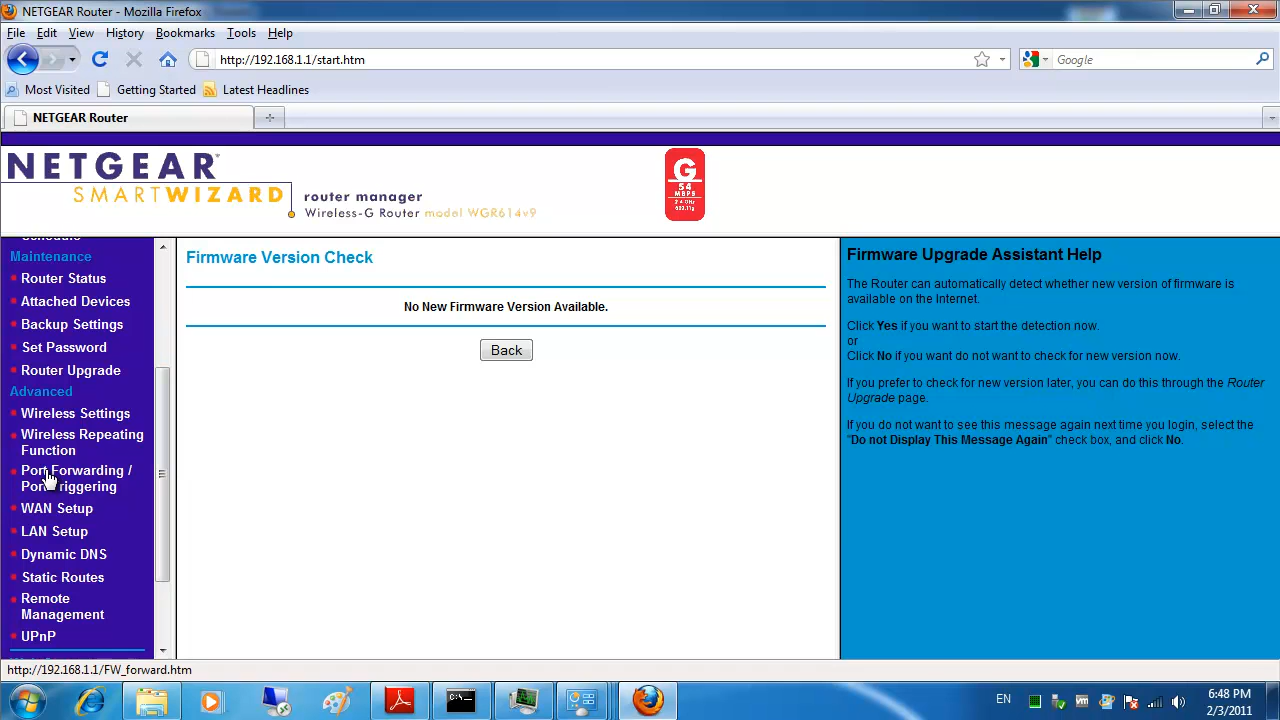 NETGEAR Router - Mozilla Firefox
File Edit View History Bookmarks Tools Help
http://192.168.1.1/start.htm
Google
Most Visited Getting Started Latest Headlines
NETGEAR Router
NETGEAR
SMARTWIZARD
router manager
Wireless-G Router model WGR614v9
G
54
MBPS
2.4 GHz
802.11g
Schedule
Maintenance
Router Status
Attached Devices
Backup Settings
Set Password
Router Upgrade
Advanced
Wireless Settings
Wireless Repeating
Function
Port Forwarding /
Port Triggering
WAN Setup
LAN Setup
Dynamic DNS
Static Routes
Remote
Management
UPnP
Firmware Version Check
No New Firmware Version Available.
Back
Firmware Upgrade Assistant Help
The Router can automatically detect whether new version of firmware is
available on the Internet.
Click Yes if you want to start the detection now.
or
Click No if you want do not want to check for new version now.
If you prefer to check for new version later, you can do this through the Router
Upgrade page.
If you do not want to see this message again next time you login, select the
"Do not Display This Message Again" check box, and click No.
http://192.168.1.1/FW_forward.htm
EN
6:48 PM
2/3/2011